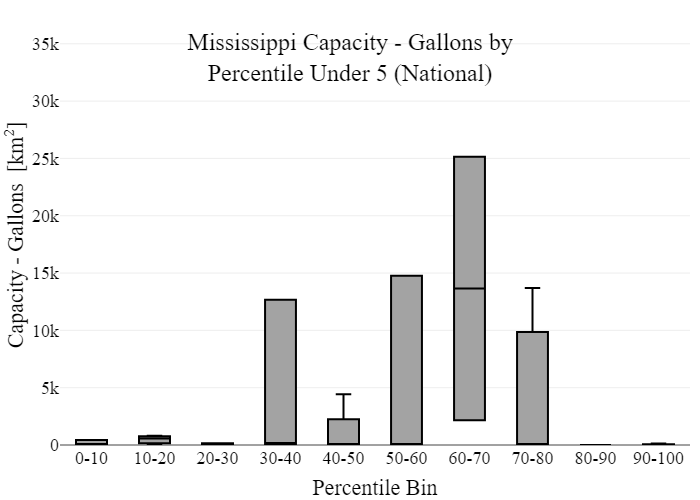 Mississippi Capacity - Gallons by
Percentile Under 5 (National)
Capacity - Gallons [km²]
35k
30k
25k
20k
15k
10k
5k
0
0-10 10-20 20-30 30-40 40-50 50-60 60-70 70-80 80-90 90-100
Percentile Bin